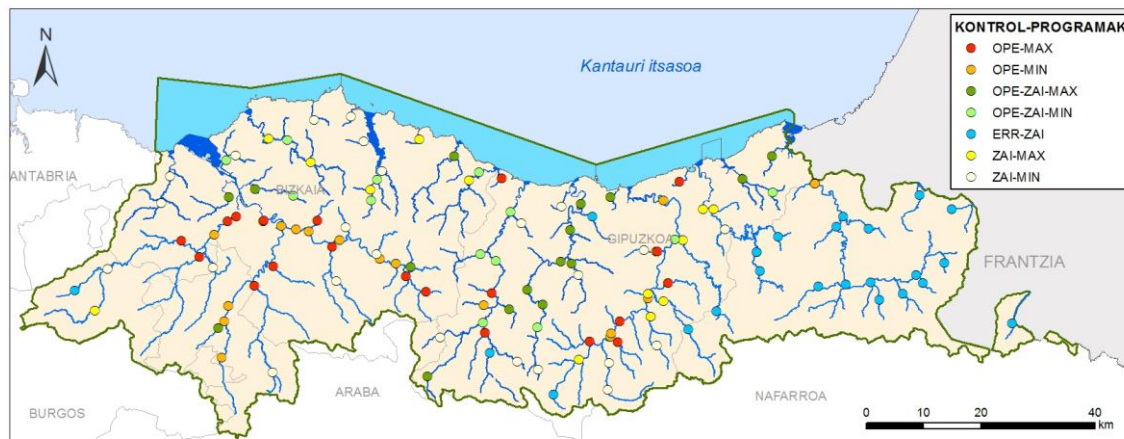 N
Kantauri itsasoa
KONTROL-PROGRAMAK
OPE-MAX
OPE-MIN
OPE-ZAI-MAX
OPE-ZAI-MIN
ERR-ZAI
ZAI-MAX
ZAI-MIN
ANTABRIA
BIZKAIA
GIPUZKOA
FRANTZIA
ARABA
NAFARROA
BURGOS
0 10 20 40
km